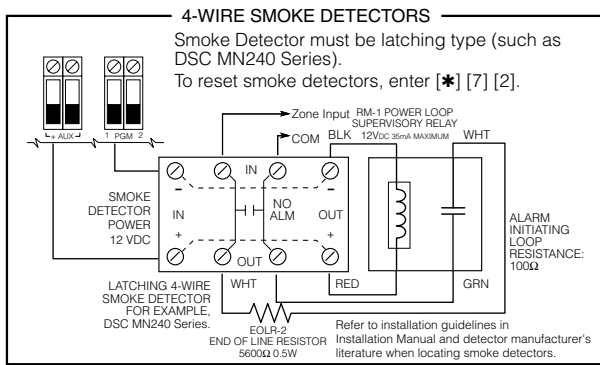 4-WIRE SMOKE DETECTORS
Smoke Detector must be latching type (such as
DSC MN240 Series).
To reset smoke detectors, enter [✱] [7] [2].
+ AUX -
1 PGM 2
Zone Input
COM
RM-1 POWER LOOP
SUPERVISORY RELAY
12VDC 35mA MAXIMUM
BLK
WHT
SMOKE
DETECTOR
POWER
12 VDC
-
IN
-
IN
+
NO
ALM
OUT
+
OUT
ALARM
INITIATING
LOOP
RESISTANCE:
100Ω
LATCHING 4-WIRE
SMOKE DETECTOR
FOR EXAMPLE,
DSC MN240 Series.
WHT
RED
GRN
EOLR-2
END OF LINE RESISTOR
5600Ω 0.5W
Refer to installation guidelines in
Installation Manual and detector manufacturer's
literature when locating smoke detectors.